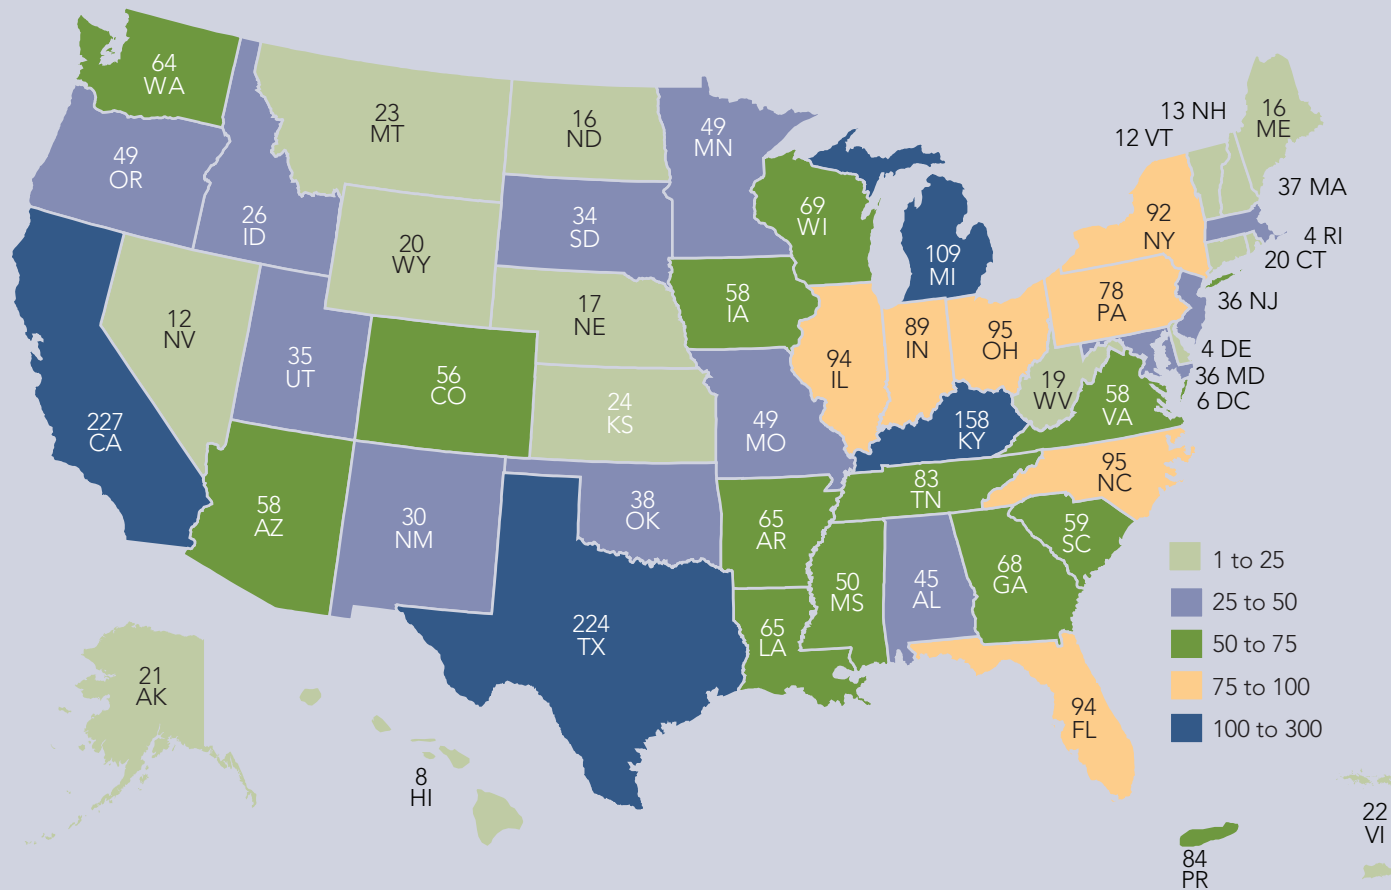 64
WA
23
MT
16
ND
49
MN
13 NH
16
ME
12 VT
49
OR
26
ID
34
SD
69
WI
37 MA
92
NY
20
WY
109
MI
4 RI
20 CT
12
NV
17
NE
58
IA
78
PA
36 NJ
35
UT
56
CO
94
IL
89
IN
95
OH
4 DE
36 MD
6 DC
19
WV
58
VA
227
CA
24
KS
49
MO
158
KY
95
NC
58
AZ
30
NM
38
OK
65
AR
83
TN
59
SC
50
MS
45
AL
68
GA
224
TX
65
LA
94
FL
21
AK
8
HI
1 to 25
25 to 50
50 to 75
75 to 100
100 to 300
84
PR
22
VI